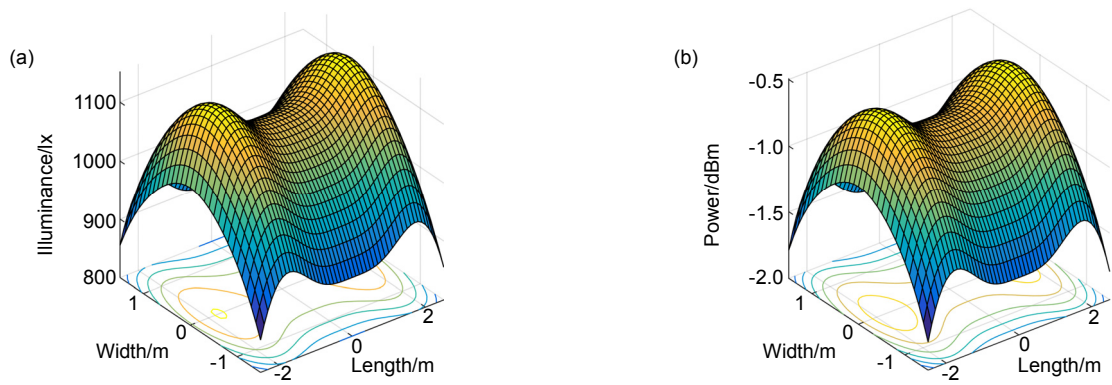 (a)
Illuminance/lx
1100
1000
900
800
1
0
-1
Width/m
-2
0
2
Length/m
(b)
Power/dBm
-0.5
-1.0
-1.5
-2.0
1
0
-1
Width/m
-2
0
2
Length/m